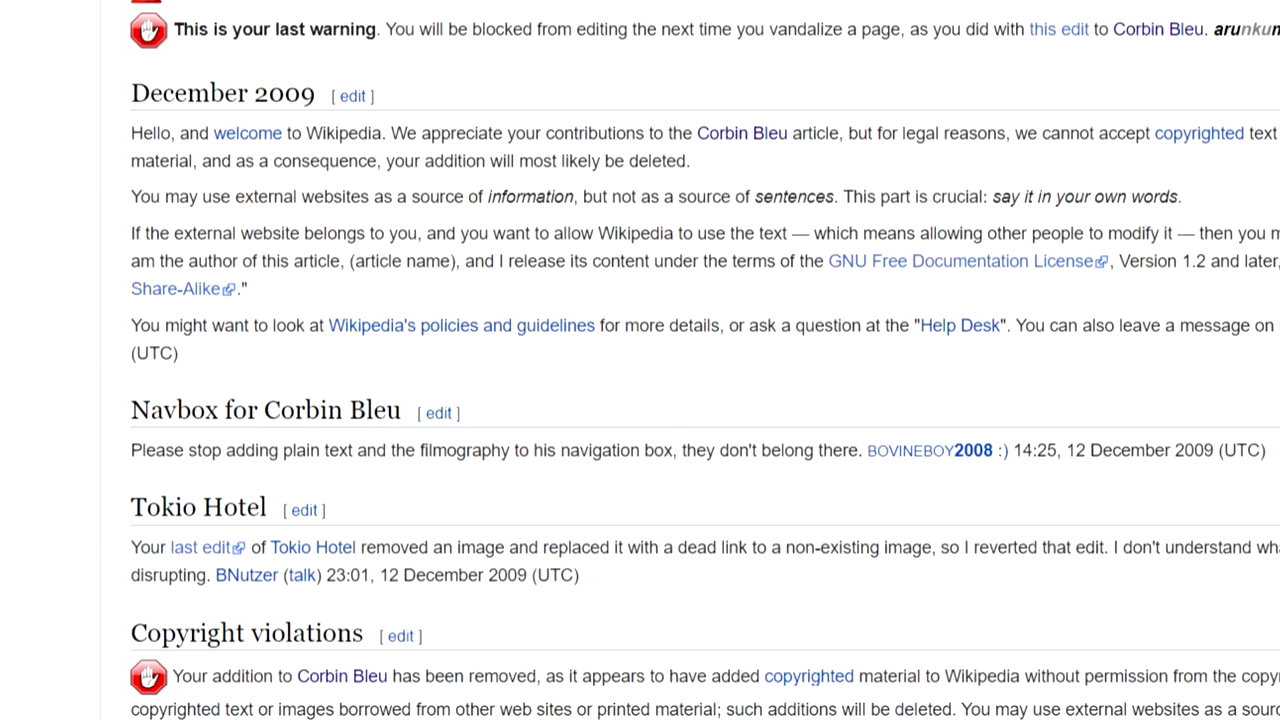 This is your last warning. You will be blocked from editing the next time you vandalize a page, as you did with this edit to Corbin Bleu. arunkun
December 2009 [ edit ]
Hello, and welcome to Wikipedia. We appreciate your contributions to the Corbin Bleu article, but for legal reasons, we cannot accept copyrighted text
material, and as a consequence, your addition will most likely be deleted.
You may use external websites as a source of information, but not as a source of sentences. This part is crucial: say it in your own words.
If the external website belongs to you, and you want to allow Wikipedia to use the text — which means allowing other people to modify it — then you m
am the author of this article, (article name), and I release its content under the terms of the GNU Free Documentation License, Version 1.2 and later,
Share-Alike."
You might want to look at Wikipedia's policies and guidelines for more details, or ask a question at the "Help Desk". You can also leave a message on
(UTC)
Navbox for Corbin Bleu [ edit ]
Please stop adding plain text and the filmography to his navigation box, they don't belong there. BOVINEBOY2008 :) 14:25, 12 December 2009 (UTC)
Tokio Hotel [ edit ]
Your last edit of Tokio Hotel removed an image and replaced it with a dead link to a non-existing image, so I reverted that edit. I don't understand wh
disrupting. BNutzer (talk) 23:01, 12 December 2009 (UTC)
Copyright violations [ edit ]
Your addition to Corbin Bleu has been removed, as it appears to have added copyrighted material to Wikipedia without permission from the copy
copyrighted text or images borrowed from other web sites or printed material; such additions will be deleted. You may use external websites as a sour